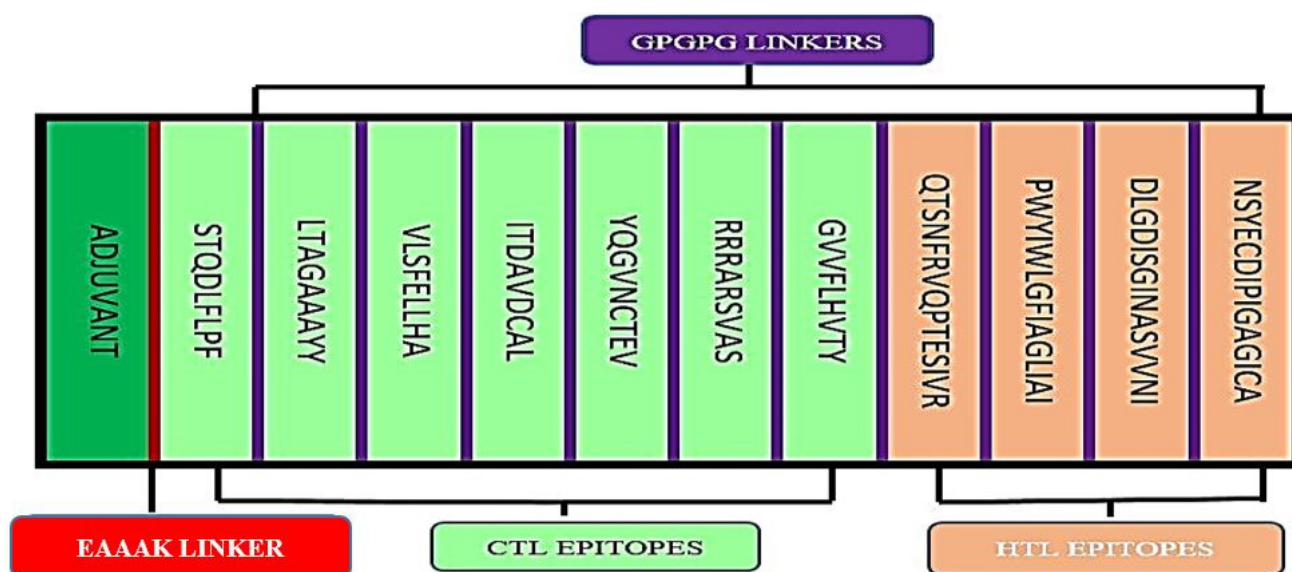 GPGPG LINKERS
ADJUVANT
STQDLFLPF
LTAGAAAYY
VLSFELLHA
ITDAVDCAL
YQGVNCTEV
RRRARSVAS
GVVFLHVTY
QTSNFRVQPTESIVR
PWYIWLGFIAGLIAI
DLGDISGINASVVNI
NSYECDIPIGAGICA
EAAAK LINKER
CTL EPITOPES
HTL EPITOPES